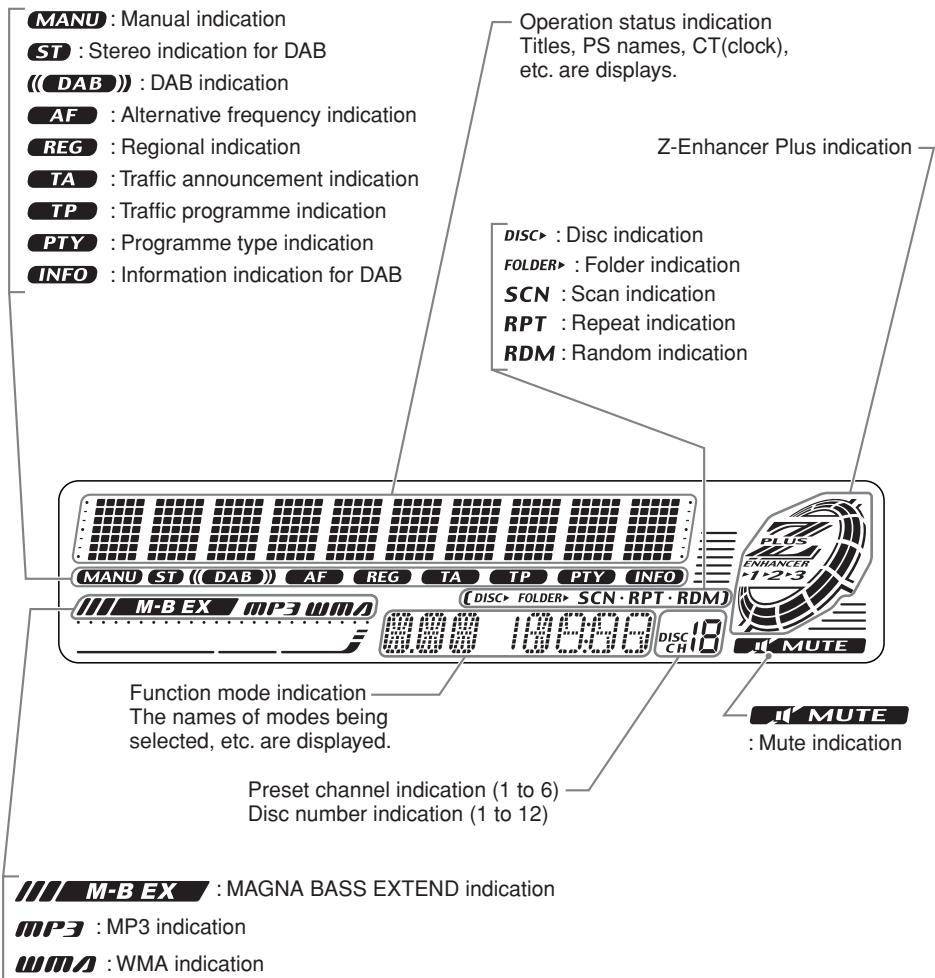 MANU : Manual indication
ST : Stereo indication for DAB
((DAB)) : DAB indication
AF : Alternative frequency indication
REG : Regional indication
TA : Traffic announcement indication
TP : Traffic programme indication
PTY : Programme type indication
INFO : Information indication for DAB
Operation status indication
Titles, PS names, CT(clock),
etc. are displays.
Z-Enhancer Plus indication
DISC▸ : Disc indication
FOLDER▸ : Folder indication
SCN : Scan indication
RPT : Repeat indication
RDM : Random indication
Z
PLUS
ENHANCER
▸1▸2▸3
MANU ST ((DAB)) AF REG TA TP PTY INFO
(DISC▸ FOLDER▸ SCN · RPT · RDM)
M-B EX MP3 WMA
DISC
CH 18
MUTE
Function mode indication
The names of modes being
selected, etc. are displayed.
MUTE
: Mute indication
Preset channel indication (1 to 6)
Disc number indication (1 to 12)
M-B EX : MAGNA BASS EXTEND indication
MP3 : MP3 indication
WMA : WMA indication